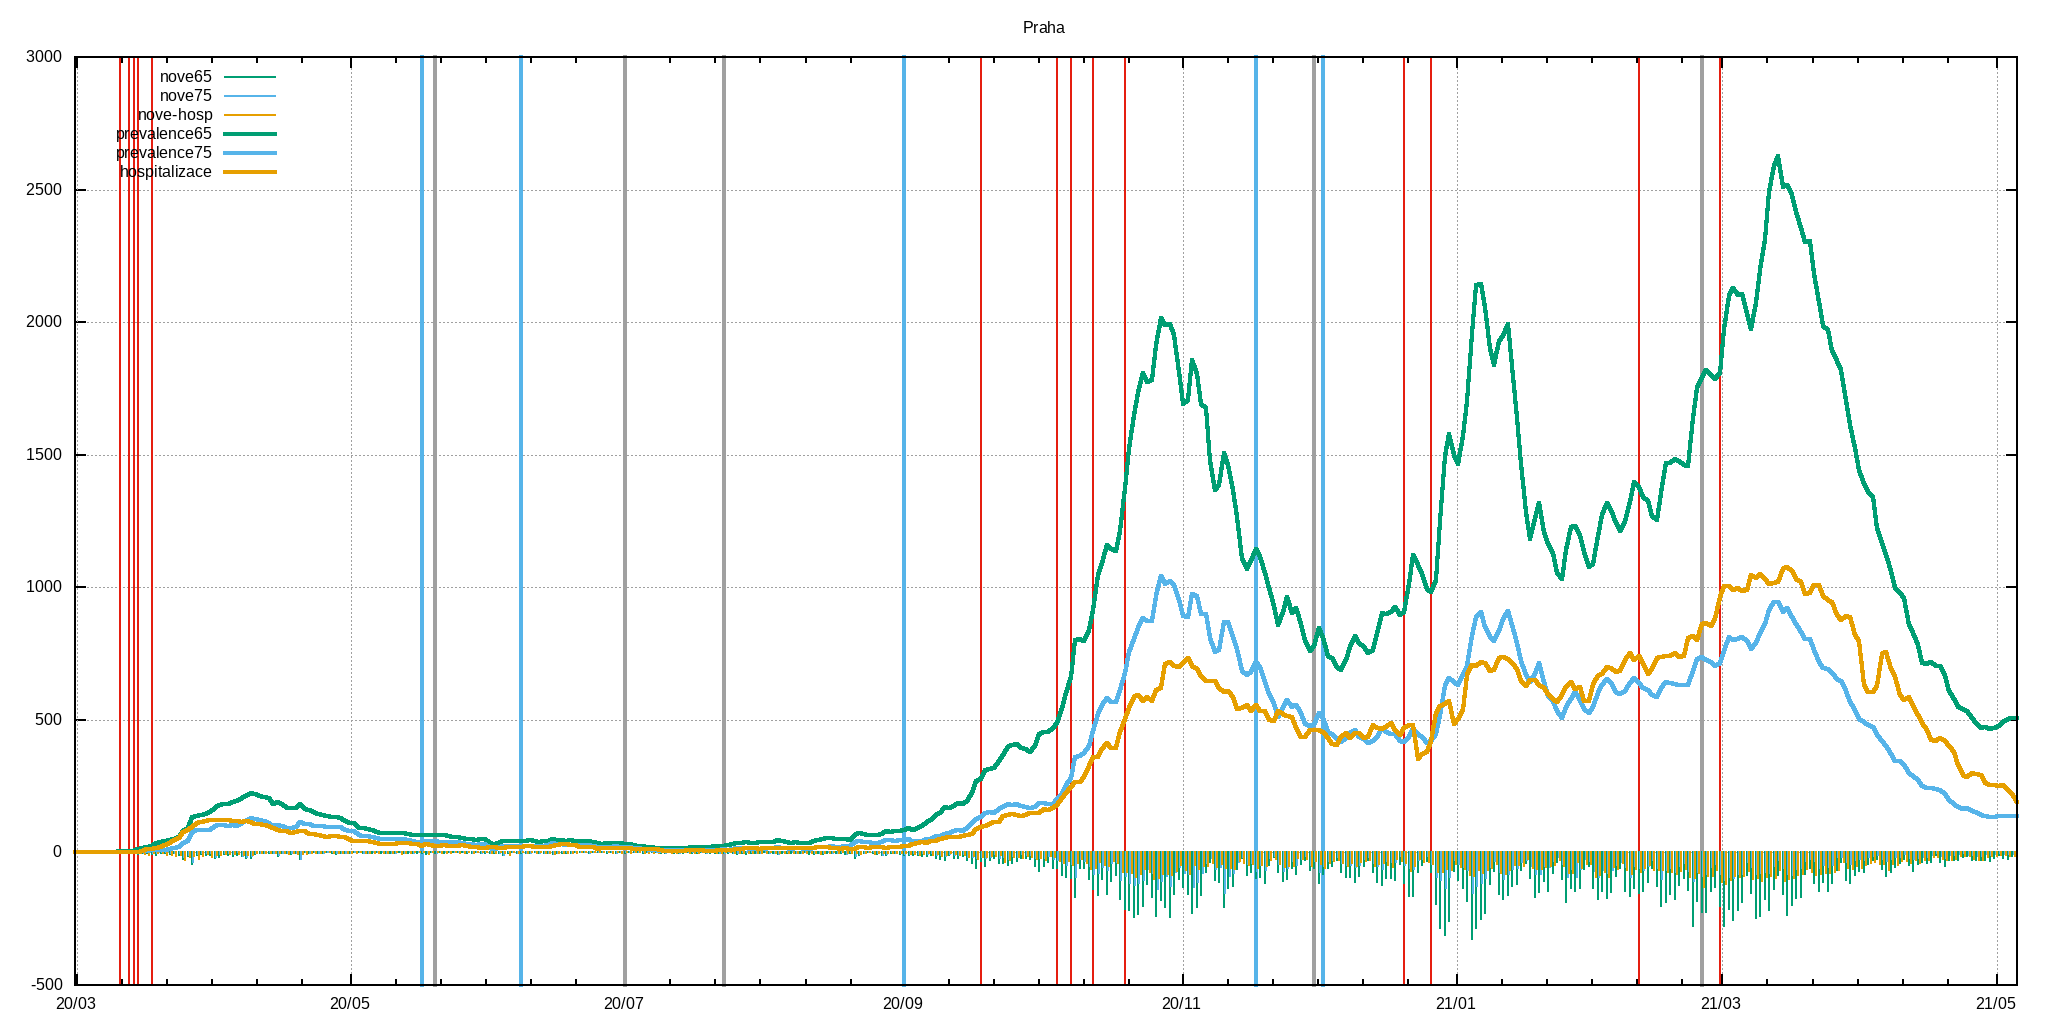 Praha
3000
nove65
nove75
nove-hosp
prevalence65
prevalence75
hospitalizace
2500
2000
1500
1000
500
0
-500
20/03 20/05 20/07 20/09 20/11 21/01 21/03 21/05